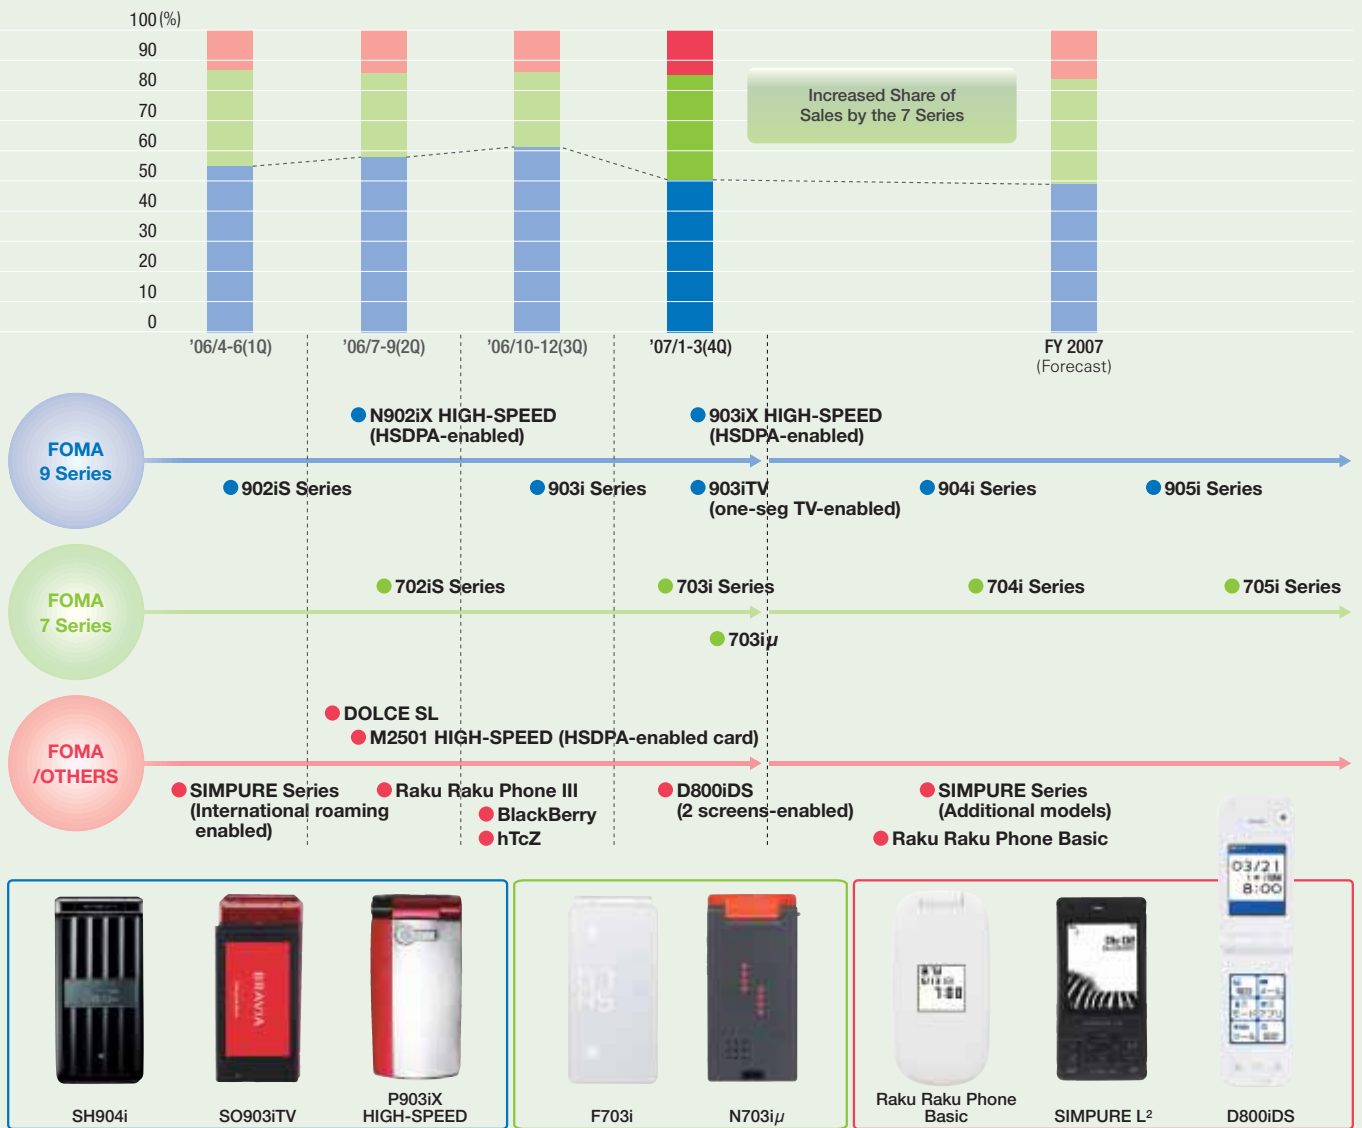 100 (%)
90
80
70
60
50
40
30
20
10
0
Increased Share of
Sales by the 7 Series
'06/4-6(1Q)
'06/7-9(2Q)
'06/10-12(3Q)
'07/1-3(4Q)
FY 2007
(Forecast)
FOMA
9 Series
N902iX HIGH-SPEED
(HSDPA-enabled)
903iX HIGH-SPEED
(HSDPA-enabled)
902iS Series
903i Series
903iTV
(one-seg TV-enabled)
904i Series
905i Series
FOMA
7 Series
702iS Series
703i Series
704i Series
705i Series
703iμ
FOMA
/OTHERS
DOLCE SL
M2501 HIGH-SPEED (HSDPA-enabled card)
SIMPURE Series
(International roaming
enabled)
Raku Raku Phone III
BlackBerry
hTcZ
D800iDS
(2 screens-enabled)
SIMPURE Series
(Additional models)
Raku Raku Phone Basic
BRAVIA
7:00
03/21
8:00
SH904i
SO903iTV
P903iX
HIGH-SPEED
F703i
N703iμ
Raku Raku Phone
Basic
SIMPURE L²
D800iDS